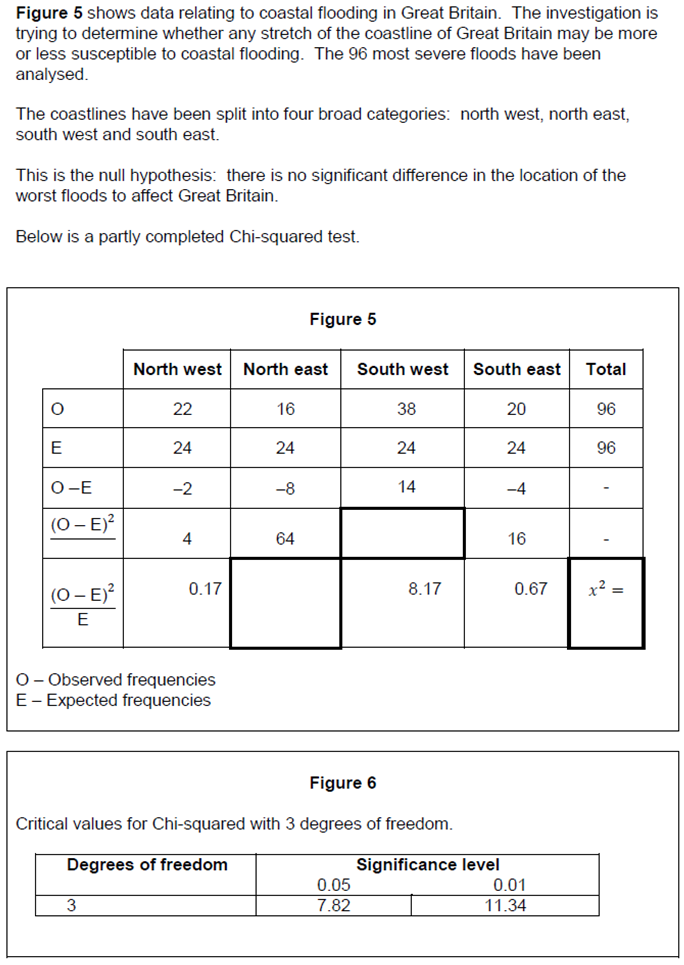 Figure 5 shows data relating to coastal flooding in Great Britain.  The investigation is
trying to determine whether any stretch of the coastline of Great Britain may be more
or less susceptible to coastal flooding.  The 96 most severe floods have been
analysed.
The coastlines have been split into four broad categories:  north west, north east,
south west and south east.
This is the null hypothesis:  there is no significant difference in the location of the
worst floods to affect Great Britain.
Below is a partly completed Chi-squared test.
Figure 5
North west North east South west South east Total
O 22 16 38 20 96
E 24 24 24 24 96
O –E –2 –8 14 –4 -
(O – E)²
4 64 16 -
(O – E)² 0.17 8.17 0.67 x² =
E
O – Observed frequencies
E – Expected frequencies
Figure 6
Critical values for Chi-squared with 3 degrees of freedom.
Degrees of freedom Significance level
0.05 0.01
3 7.82 11.34